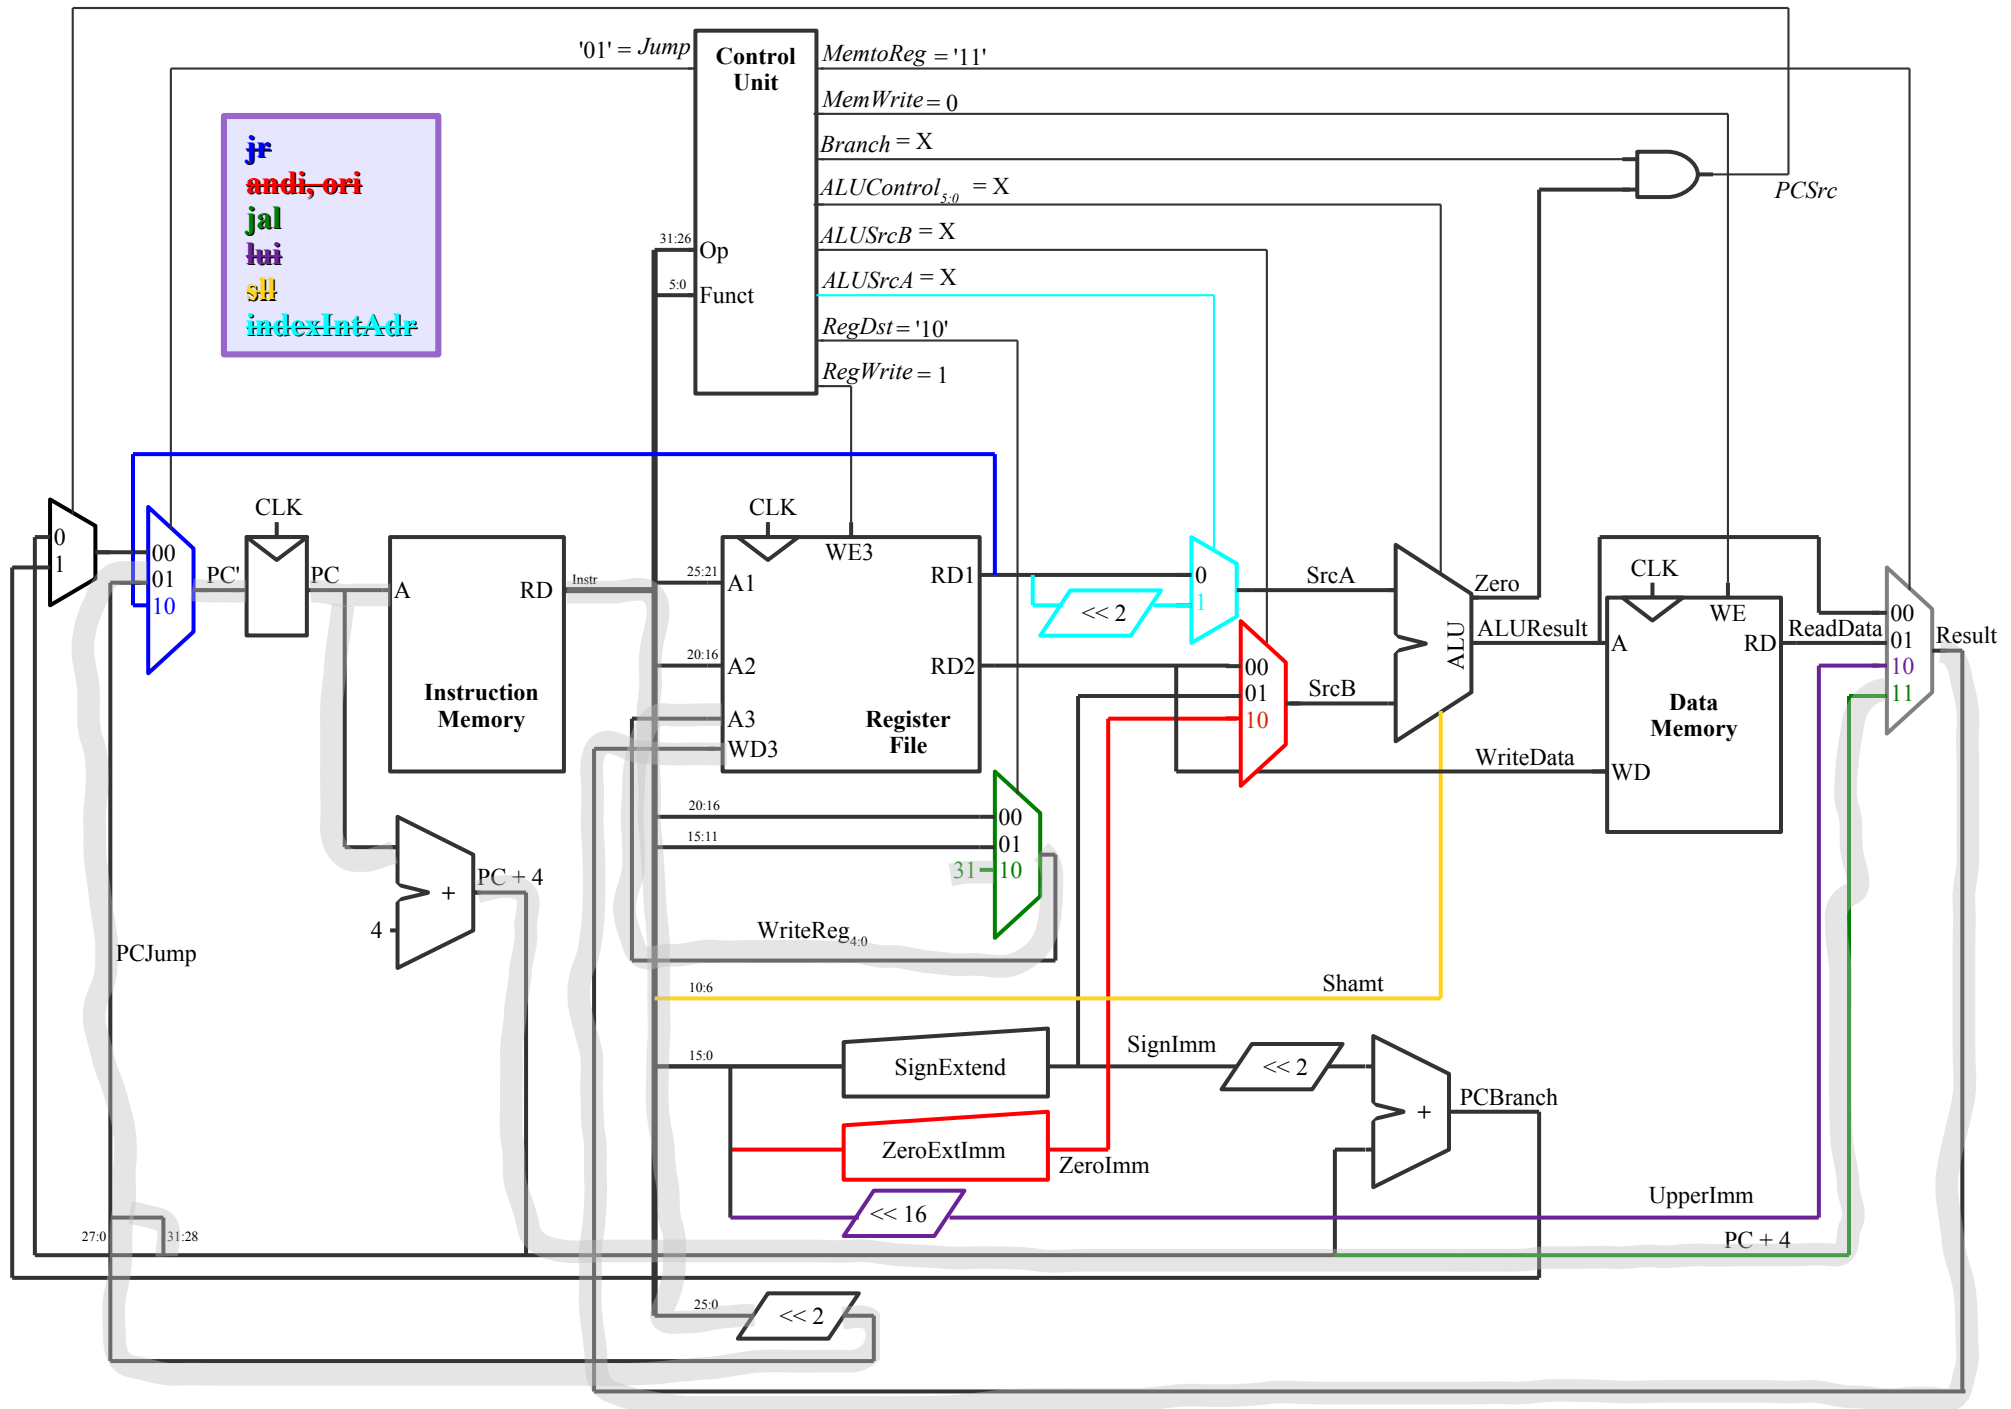 '01' = Jump
Control
Unit
MemtoReg = '11'
MemWrite = 0
Branch = X
ALUControl5:0 = X
ALUSrcB = X
ALUSrcA = X
RegDst = '10'
RegWrite = 1
PCSrc
31:26
Op
5:0
Funct
jr
andi, ori
jal
lui
sll
indexIntAdr
0
1
00
01
10
PC'
CLK
PC
A
RD
Instruction
Memory
Instr
25:21
20:16
CLK
WE3
A1
RD1
A2
RD2
A3
WD3
Register
File
0
1
<< 2
SrcA
00
01
10
SrcB
ALU
Zero
ALUResult
WriteData
CLK
WE
A
RD
Data
Memory
WD
ReadData
00
01
10
11
Result
20:16
15:11
31
00
01
10
PC + 4
+
4
PCJump
WriteReg4:0
10:6
Shamt
15:0
SignExtend
SignImm
<< 2
+
PCBranch
ZeroExtImm
ZeroImm
<< 16
UpperImm
PC + 4
27:0
31:28
25:0
<< 2